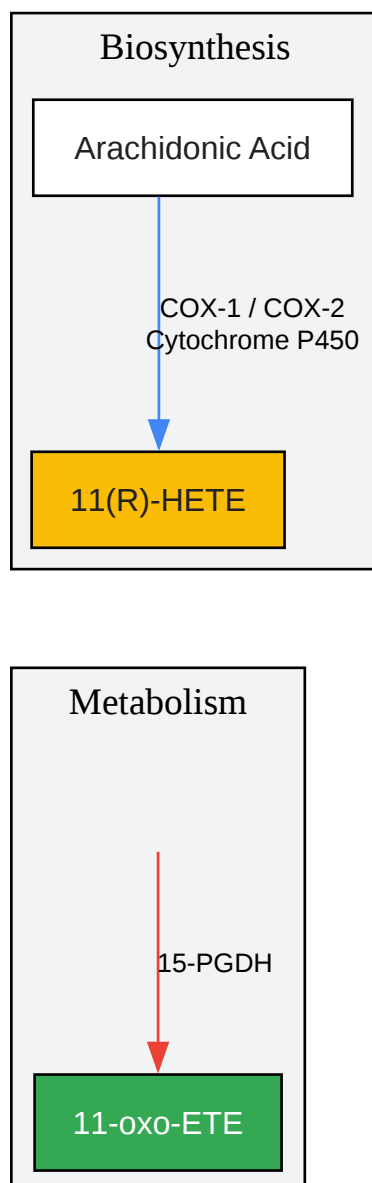 Biosynthesis
Arachidonic Acid
COX-1 / COX-2
Cytochrome P450
11(R)-HETE
Metabolism
15-PGDH
11-oxo-ETE